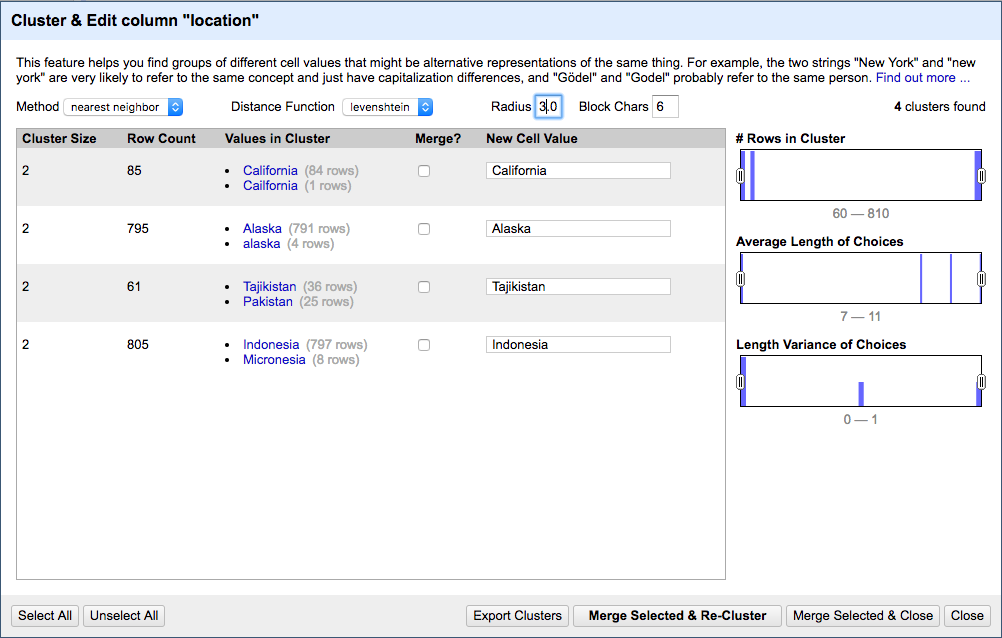 Cluster & Edit column "location"
This feature helps you find groups of different cell values that might be alternative representations of the same thing. For example, the two strings "New York" and "new
york" are very likely to refer to the same concept and just have capitalization differences, and "Gödel" and "Godel" probably refer to the same person. Find out more ...
Method nearest neighbor Distance Function levenshtein Radius 3.0 Block Chars 6 4 clusters found
Cluster Size Row Count Values in Cluster Merge? New Cell Value
2 85 • California (84 rows) California
• Cailfornia (1 rows)
2 795 • Alaska (791 rows) Alaska
• alaska (4 rows)
2 61 • Tajikistan (36 rows) Tajikistan
• Pakistan (25 rows)
2 805 • Indonesia (797 rows) Indonesia
• Micronesia (8 rows)
# Rows in Cluster
60 — 810
Average Length of Choices
7 — 11
Length Variance of Choices
0 — 1
Select All Unselect All Export Clusters Merge Selected & Re-Cluster Merge Selected & Close Close